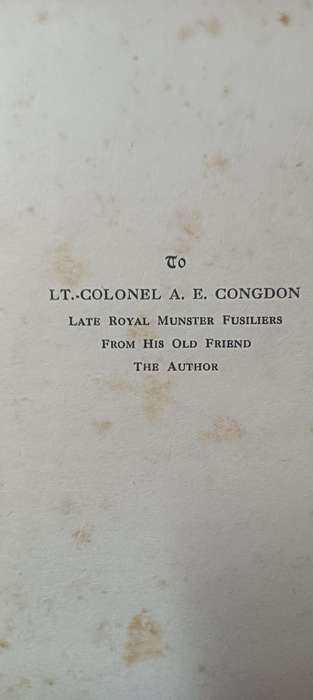 To
LT.-COLONEL A. E. CONGDON
LATE ROYAL MUNSTER FUSILIERS
FROM HIS OLD FRIEND
THE AUTHOR